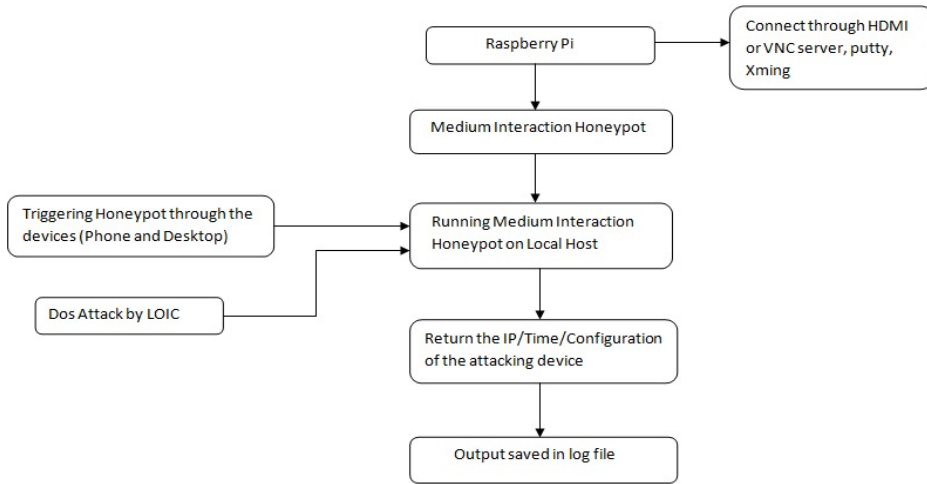 Raspberry Pi
Connect through HDMI
or VNC server, putty,
Xming
Medium Interaction Honeypot
Triggering Honeypot through the
devices (Phone and Desktop)
Running Medium Interaction
Honeypot on Local Host
Dos Attack by LOIC
Return the IP/Time/Configuration
of the attacking device
Output saved in log file